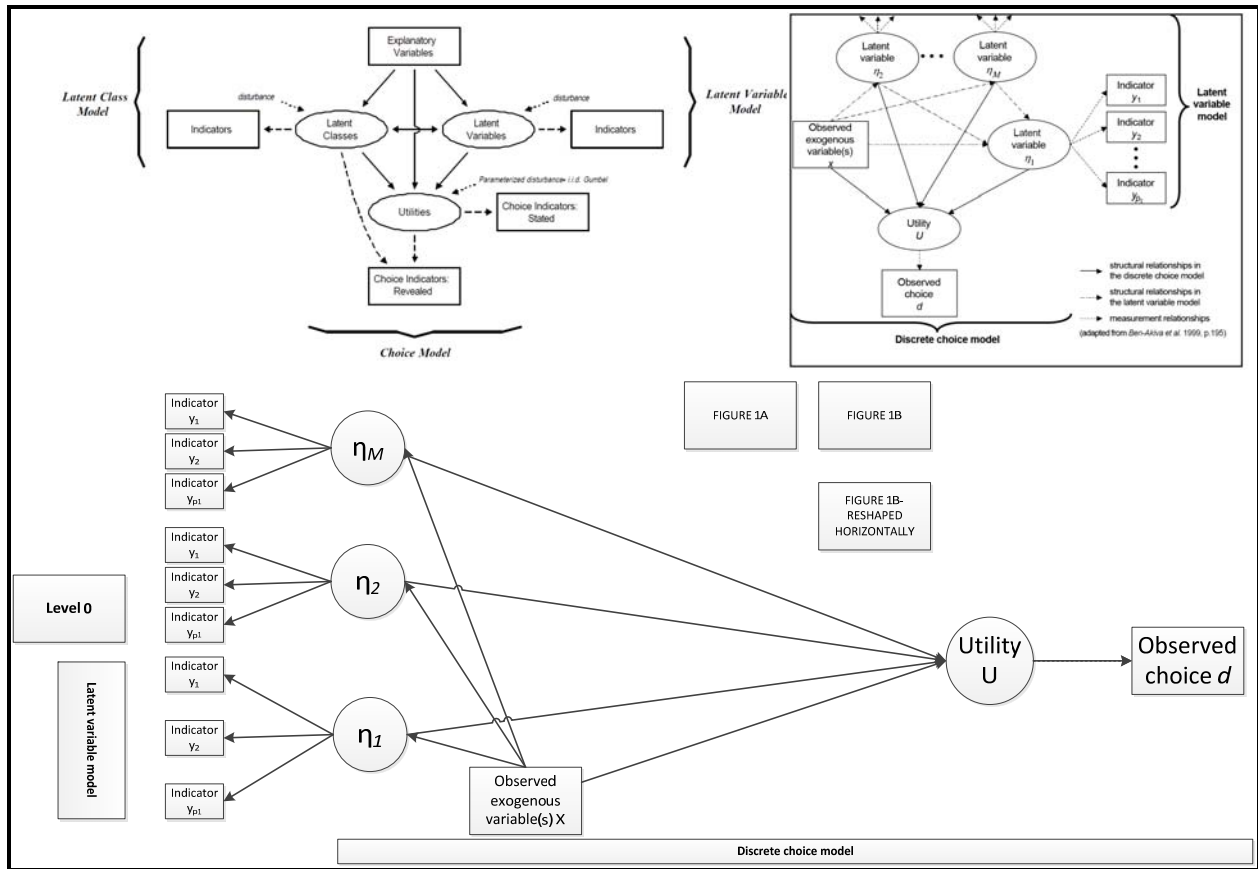 Explanatory
Variables
Latent Class
Model
disturbance
disturbance
Latent Variable
Model
Indicators
Latent
Classes
Latent
Variables
Indicators
Parameterized disturbance+ i.i.d. Gumbel
Utilities
Choice Indicators:
Stated
Choice Indicators:
Revealed
Choice Model
Latent
variable
η2
Latent
variable
ηM
Observed
exogenous
variable(s)
x
Latent
variable
η1
Indicator
y1
Indicator
y2
Indicator
yp1
Latent
variable
model
Utility
U
Observed
choice
d
structural relationships in
the discrete choice model
structural relationships in
the latent variable model
measurement relationships
(adapted from Ben-Akiva et al. 1999, p.195)
Discrete choice model
FIGURE 1A
FIGURE 1B
FIGURE 1B-
RESHAPED
HORIZONTALLY
Indicator
y1
Indicator
y2
Indicator
yp1
ηM
Indicator
y1
Indicator
y2
Indicator
yp1
η2
Level 0
Latent variable model
Indicator
y1
Indicator
y2
Indicator
yp1
η1
Observed
exogenous
variable(s) X
Utility
U
Observed
choice d
Discrete choice model